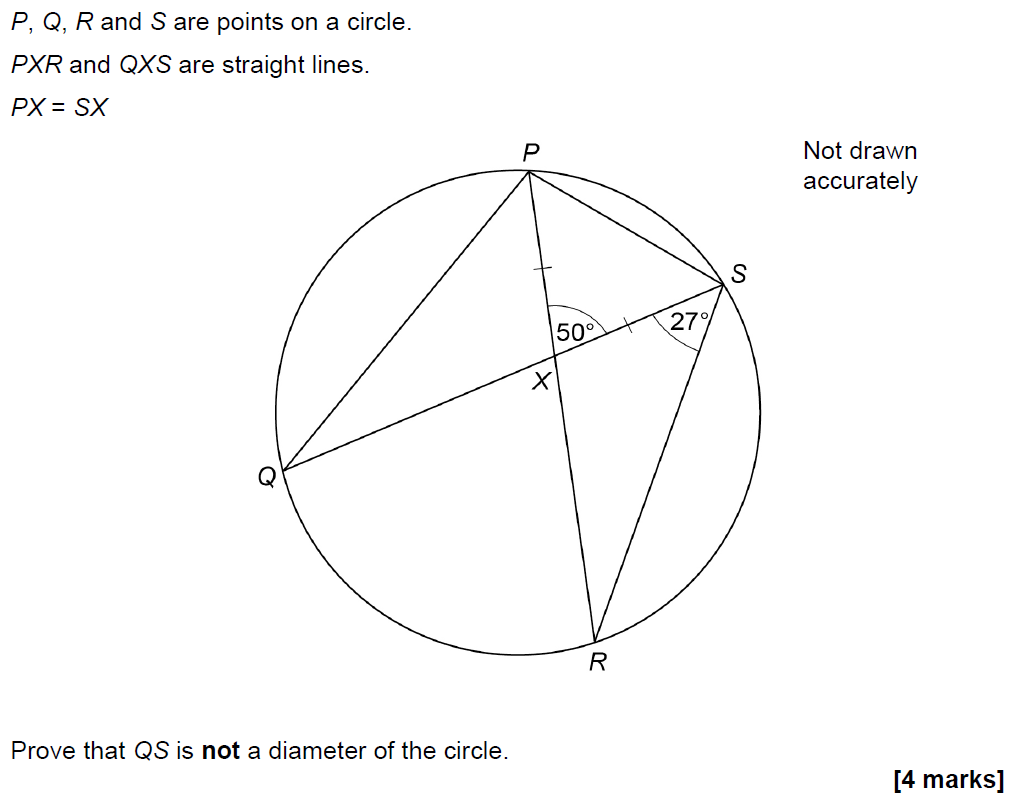 P, Q, R and S are points on a circle.
PXR and QXS are straight lines.
PX = SX
Not drawn
accurately
P
S
50°
27°
X
Q
R
Prove that QS is not a diameter of the circle.
[4 marks]